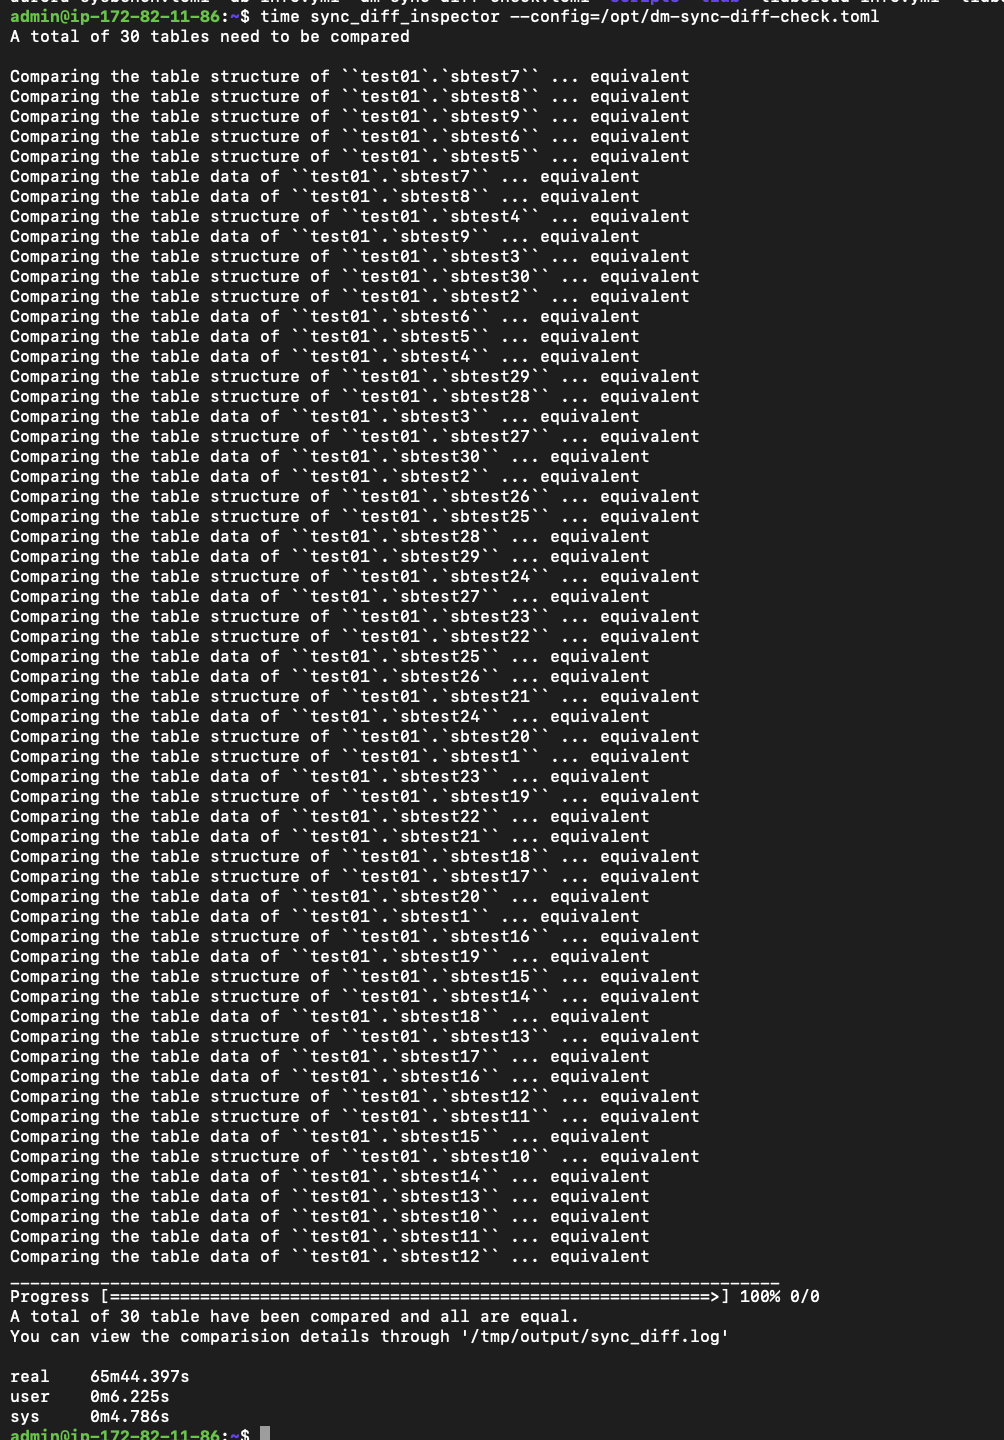 admin@ip-172-82-11-86:~$ time sync_diff_inspector --config=/opt/dm-sync-diff-check.toml
A total of 30 tables need to be compared
Comparing the table structure of ``test01`.`sbtest7`` ... equivalent
Comparing the table structure of ``test01`.`sbtest8`` ... equivalent
Comparing the table structure of ``test01`.`sbtest9`` ... equivalent
Comparing the table structure of ``test01`.`sbtest6`` ... equivalent
Comparing the table structure of ``test01`.`sbtest5`` ... equivalent
Comparing the table data of ``test01`.`sbtest7`` ... equivalent
Comparing the table data of ``test01`.`sbtest8`` ... equivalent
Comparing the table structure of ``test01`.`sbtest4`` ... equivalent
Comparing the table data of ``test01`.`sbtest9`` ... equivalent
Comparing the table structure of ``test01`.`sbtest3`` ... equivalent
Comparing the table structure of ``test01`.`sbtest30`` ... equivalent
Comparing the table structure of ``test01`.`sbtest2`` ... equivalent
Comparing the table data of ``test01`.`sbtest6`` ... equivalent
Comparing the table data of ``test01`.`sbtest5`` ... equivalent
Comparing the table data of ``test01`.`sbtest4`` ... equivalent
Comparing the table structure of ``test01`.`sbtest29`` ... equivalent
Comparing the table structure of ``test01`.`sbtest28`` ... equivalent
Comparing the table data of ``test01`.`sbtest3`` ... equivalent
Comparing the table structure of ``test01`.`sbtest27`` ... equivalent
Comparing the table data of ``test01`.`sbtest30`` ... equivalent
Comparing the table data of ``test01`.`sbtest2`` ... equivalent
Comparing the table structure of ``test01`.`sbtest26`` ... equivalent
Comparing the table structure of ``test01`.`sbtest25`` ... equivalent
Comparing the table data of ``test01`.`sbtest28`` ... equivalent
Comparing the table data of ``test01`.`sbtest29`` ... equivalent
Comparing the table structure of ``test01`.`sbtest24`` ... equivalent
Comparing the table data of ``test01`.`sbtest27`` ... equivalent
Comparing the table structure of ``test01`.`sbtest23`` ... equivalent
Comparing the table structure of ``test01`.`sbtest22`` ... equivalent
Comparing the table data of ``test01`.`sbtest25`` ... equivalent
Comparing the table data of ``test01`.`sbtest26`` ... equivalent
Comparing the table structure of ``test01`.`sbtest21`` ... equivalent
Comparing the table data of ``test01`.`sbtest24`` ... equivalent
Comparing the table structure of ``test01`.`sbtest20`` ... equivalent
Comparing the table structure of ``test01`.`sbtest1`` ... equivalent
Comparing the table data of ``test01`.`sbtest23`` ... equivalent
Comparing the table structure of ``test01`.`sbtest19`` ... equivalent
Comparing the table data of ``test01`.`sbtest22`` ... equivalent
Comparing the table data of ``test01`.`sbtest21`` ... equivalent
Comparing the table structure of ``test01`.`sbtest18`` ... equivalent
Comparing the table structure of ``test01`.`sbtest17`` ... equivalent
Comparing the table data of ``test01`.`sbtest20`` ... equivalent
Comparing the table data of ``test01`.`sbtest1`` ... equivalent
Comparing the table structure of ``test01`.`sbtest16`` ... equivalent
Comparing the table data of ``test01`.`sbtest19`` ... equivalent
Comparing the table structure of ``test01`.`sbtest15`` ... equivalent
Comparing the table structure of ``test01`.`sbtest14`` ... equivalent
Comparing the table data of ``test01`.`sbtest18`` ... equivalent
Comparing the table structure of ``test01`.`sbtest13`` ... equivalent
Comparing the table data of ``test01`.`sbtest17`` ... equivalent
Comparing the table data of ``test01`.`sbtest16`` ... equivalent
Comparing the table structure of ``test01`.`sbtest12`` ... equivalent
Comparing the table structure of ``test01`.`sbtest11`` ... equivalent
Comparing the table data of ``test01`.`sbtest15`` ... equivalent
Comparing the table structure of ``test01`.`sbtest10`` ... equivalent
Comparing the table data of ``test01`.`sbtest14`` ... equivalent
Comparing the table data of ``test01`.`sbtest13`` ... equivalent
Comparing the table data of ``test01`.`sbtest10`` ... equivalent
Comparing the table data of ``test01`.`sbtest11`` ... equivalent
Comparing the table data of ``test01`.`sbtest12`` ... equivalent
_____________________________________________________________________________
Progress [============================================================>] 100% 0/0
A total of 30 table have been compared and all are equal.
You can view the comparision details through '/tmp/output/sync_diff.log'
real 65m44.397s
user 0m6.225s
sys 0m4.786s
admin@ip-172-82-11-86:~$